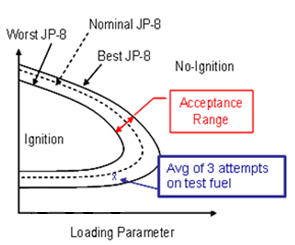 Nominal JP-8
Worst JP-8
Best JP-8
No-Ignition
Acceptance
Range
Ignition
Avg of 3 attempts
on test fuel
x
Loading Parameter